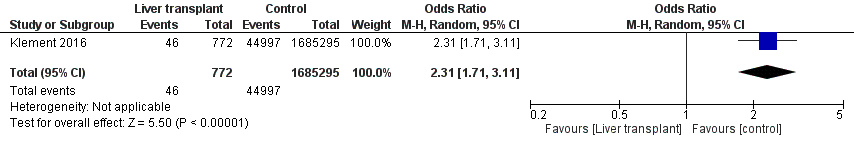 Liver transplant Control Odds Ratio Odds Ratio
Study or Subgroup Events Total Events Total Weight M-H, Random, 95% CI M-H, Random, 95% CI
Klement 2016 46 772 44997 1685295 100.0% 2.31 [1.71, 3.11]
Total (95% CI) 772 1685295 100.0% 2.31 [1.71, 3.11]
Total events 46 44997
Heterogeneity: Not applicable
Test for overall effect: Z = 5.50 (P < 0.00001)
0.2 0.5 1 2 5
Favours [Liver transplant] Favours [control]